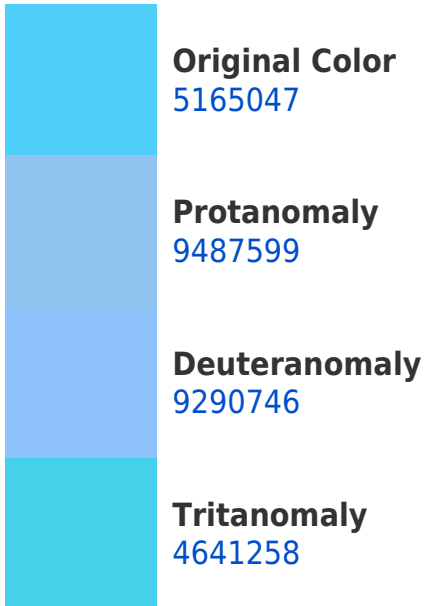 Original Color
5165047
Protanomaly
9487599
Deuteranomaly
9290746
Tritanomaly
4641258